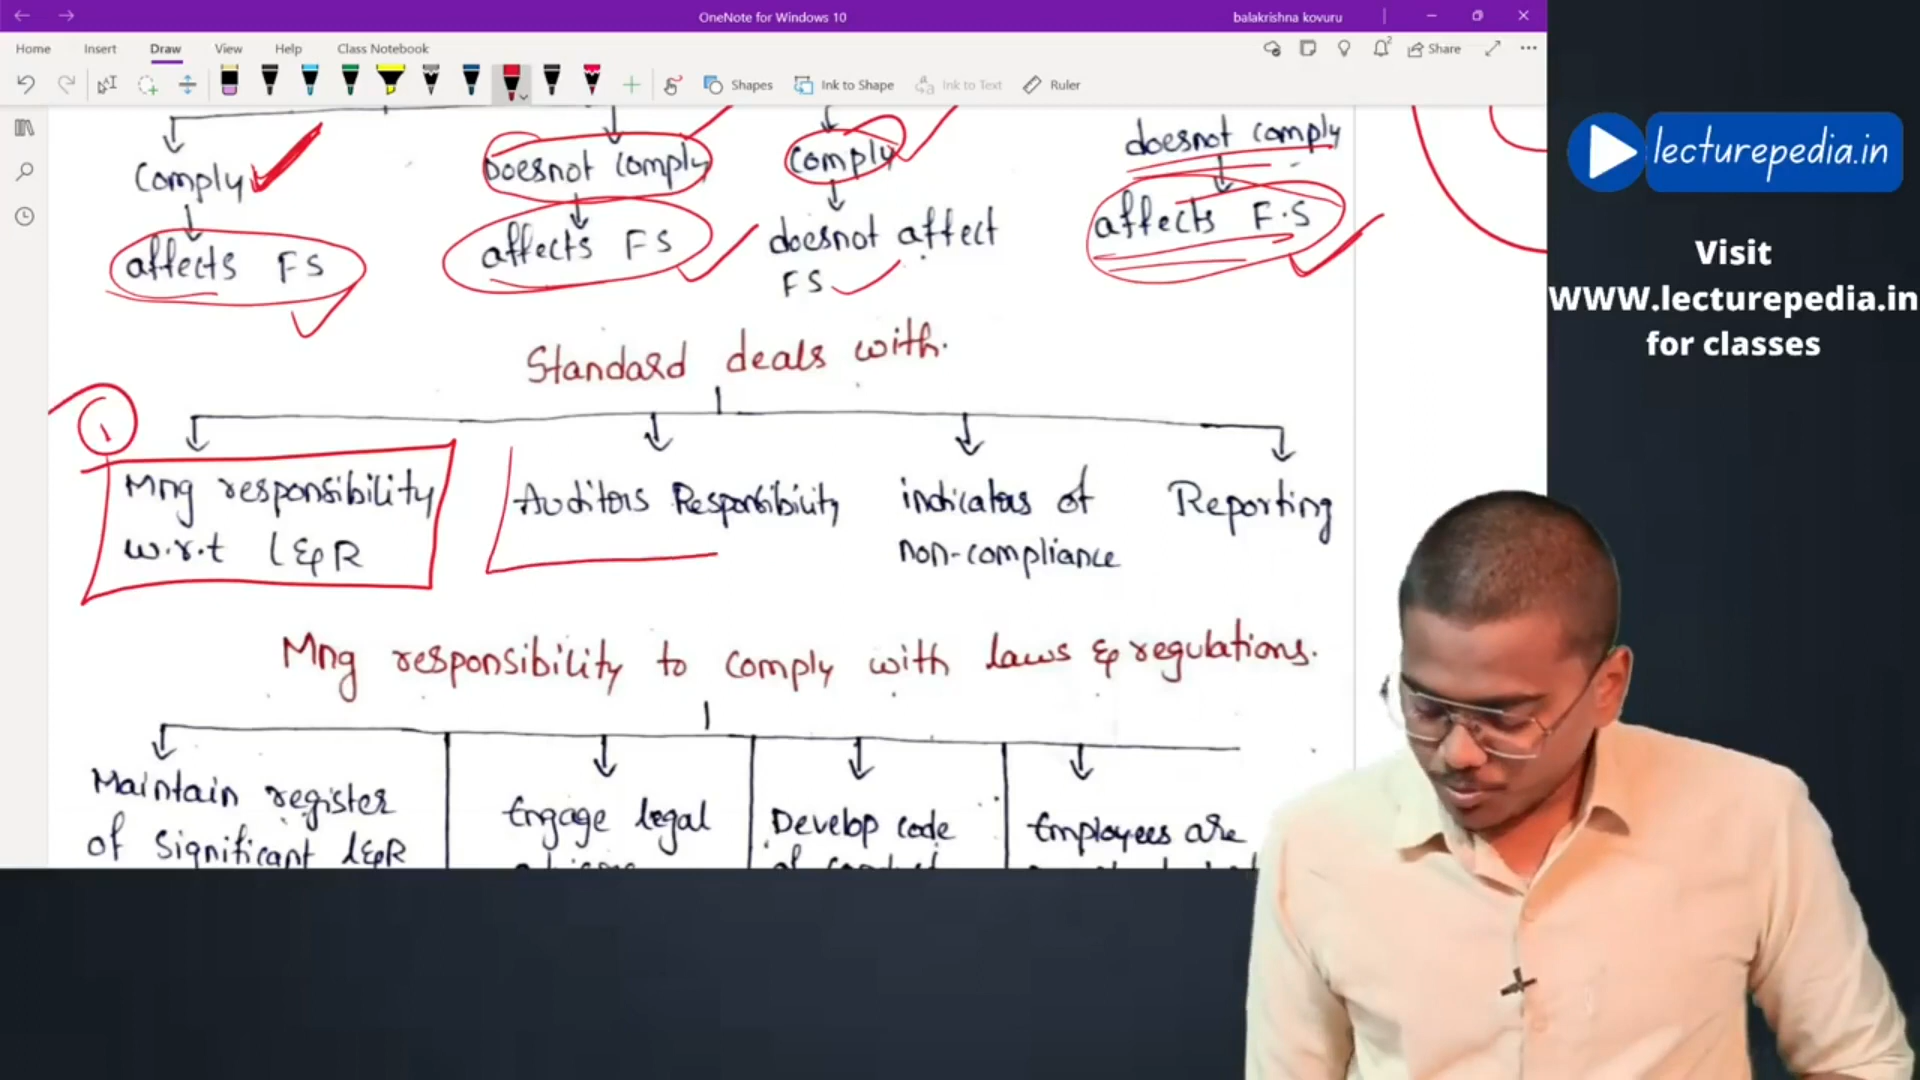 OneNote for Windows 10
balakrishna kovuru
Home Insert Draw View Help Class Notebook
Share
Shapes Ink to Shape Ink to Text Ruler
Comply
Doesnot comply
Comply
doesnot comply
affects FS
affects FS
doesnot affect
FS
affects F.S
Standard deals with.
1
Mng responsibility
w.r.t L&R
Auditors Responsibility
indicators of
non-compliance
Reporting
Mng responsibility to comply with laws & regulations.
Maintain register
of significant L&R
Engage legal
Develop code
of conduct
Employees are
lecturepedia.in
Visit
WWW.lecturepedia.in
for classes